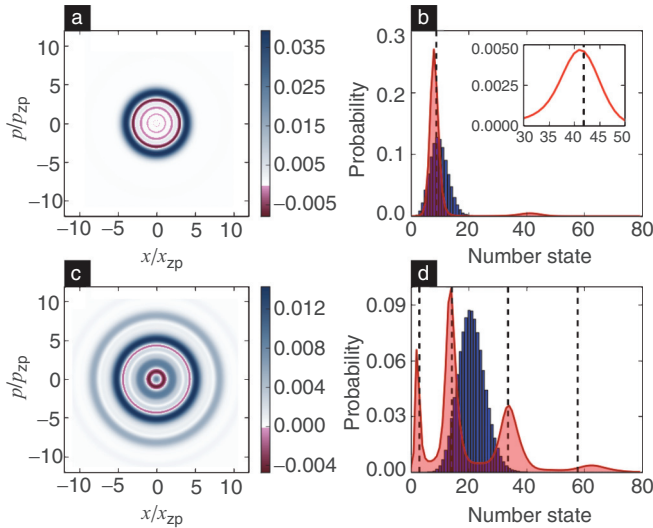 a
10
5
0
−5
−10
p/p_zp
−10 −5 0 5 10
x/x_zp
0.035
0.025
0.015
0.005
−0.005
b
0.3
0.2
0.1
0.0
Probability
0 20 40 60 80
Number state
0.0050
0.0025
0.0000
30 35 40 45 50
c
10
5
0
−5
−10
p/p_zp
−10 −5 0 5 10
x/x_zp
0.012
0.008
0.004
0.000
−0.004
d
0.09
0.06
0.03
0.00
Probability
0 20 40 60 80
Number state